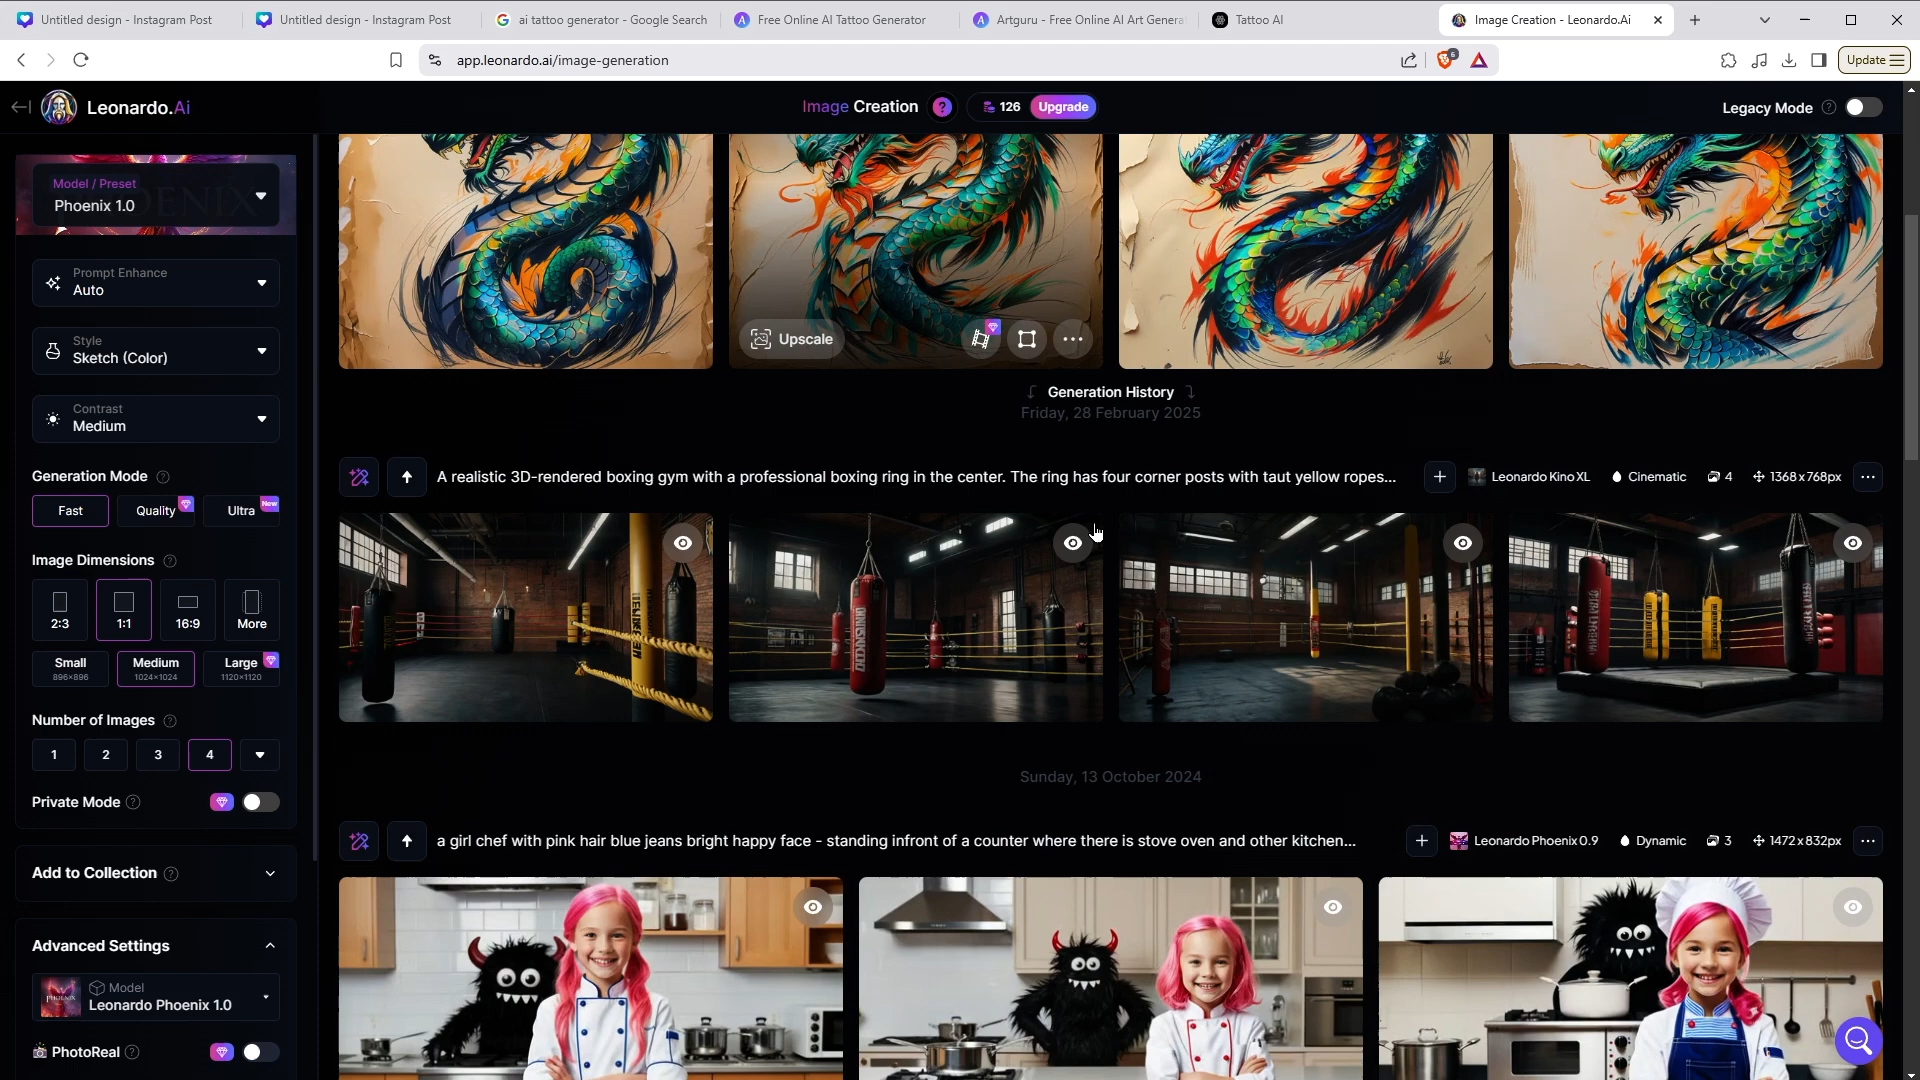 Untitled design - Instagram Post
Untitled design - Instagram Post
ai tattoo generator - Google Search
Free Online AI Tattoo Generator
Artguru - Free Online AI Art Genera
Tattoo AI
Image Creation - Leonardo.Ai
app.leonardo.ai/image-generation
6
Update
Leonardo.Ai
Image Creation
?
126
Upgrade
Legacy Mode
Model / Preset
Phoenix 1.0
Prompt Enhance
Auto
Style
Sketch (Color)
Contrast
Medium
Generation Mode
Fast
Quality
Ultra
New
Image Dimensions
2:3
1:1
16:9
More
Small
896×896
Medium
1024×1024
Large
1120×1120
Number of Images
1
2
3
4
Private Mode
Add to Collection
Advanced Settings
Model
Leonardo Phoenix 1.0
PhotoReal
Upscale
Generation History
Friday, 28 February 2025
A realistic 3D-rendered boxing gym with a professional boxing ring in the center. The ring has four corner posts with taut yellow ropes...
Leonardo Kino XL
Cinematic
4
1368 x 768px
Sunday, 13 October 2024
a girl chef with pink hair blue jeans bright happy face - standing infront of a counter where there is stove oven and other kitchen...
Leonardo Phoenix 0.9
Dynamic
3
1472 x 832px